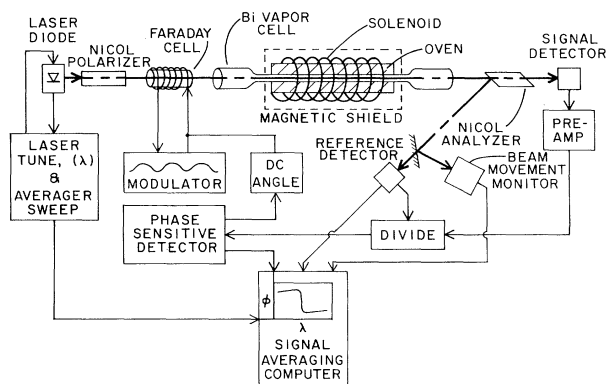 LASER
DIODE
NICOL
POLARIZER
FARADAY
CELL
Bi VAPOR
CELL
SOLENOID
OVEN
MAGNETIC SHIELD
SIGNAL
DETECTOR
NICOL
ANALYZER
PRE-
AMP
LASER
TUNE, (λ)
&
AVERAGER
SWEEP
MODULATOR
DC
ANGLE
REFERENCE
DETECTOR
BEAM
MOVEMENT
MONITOR
PHASE
SENSITIVE
DETECTOR
DIVIDE
ϕ
λ
SIGNAL
AVERAGING
COMPUTER